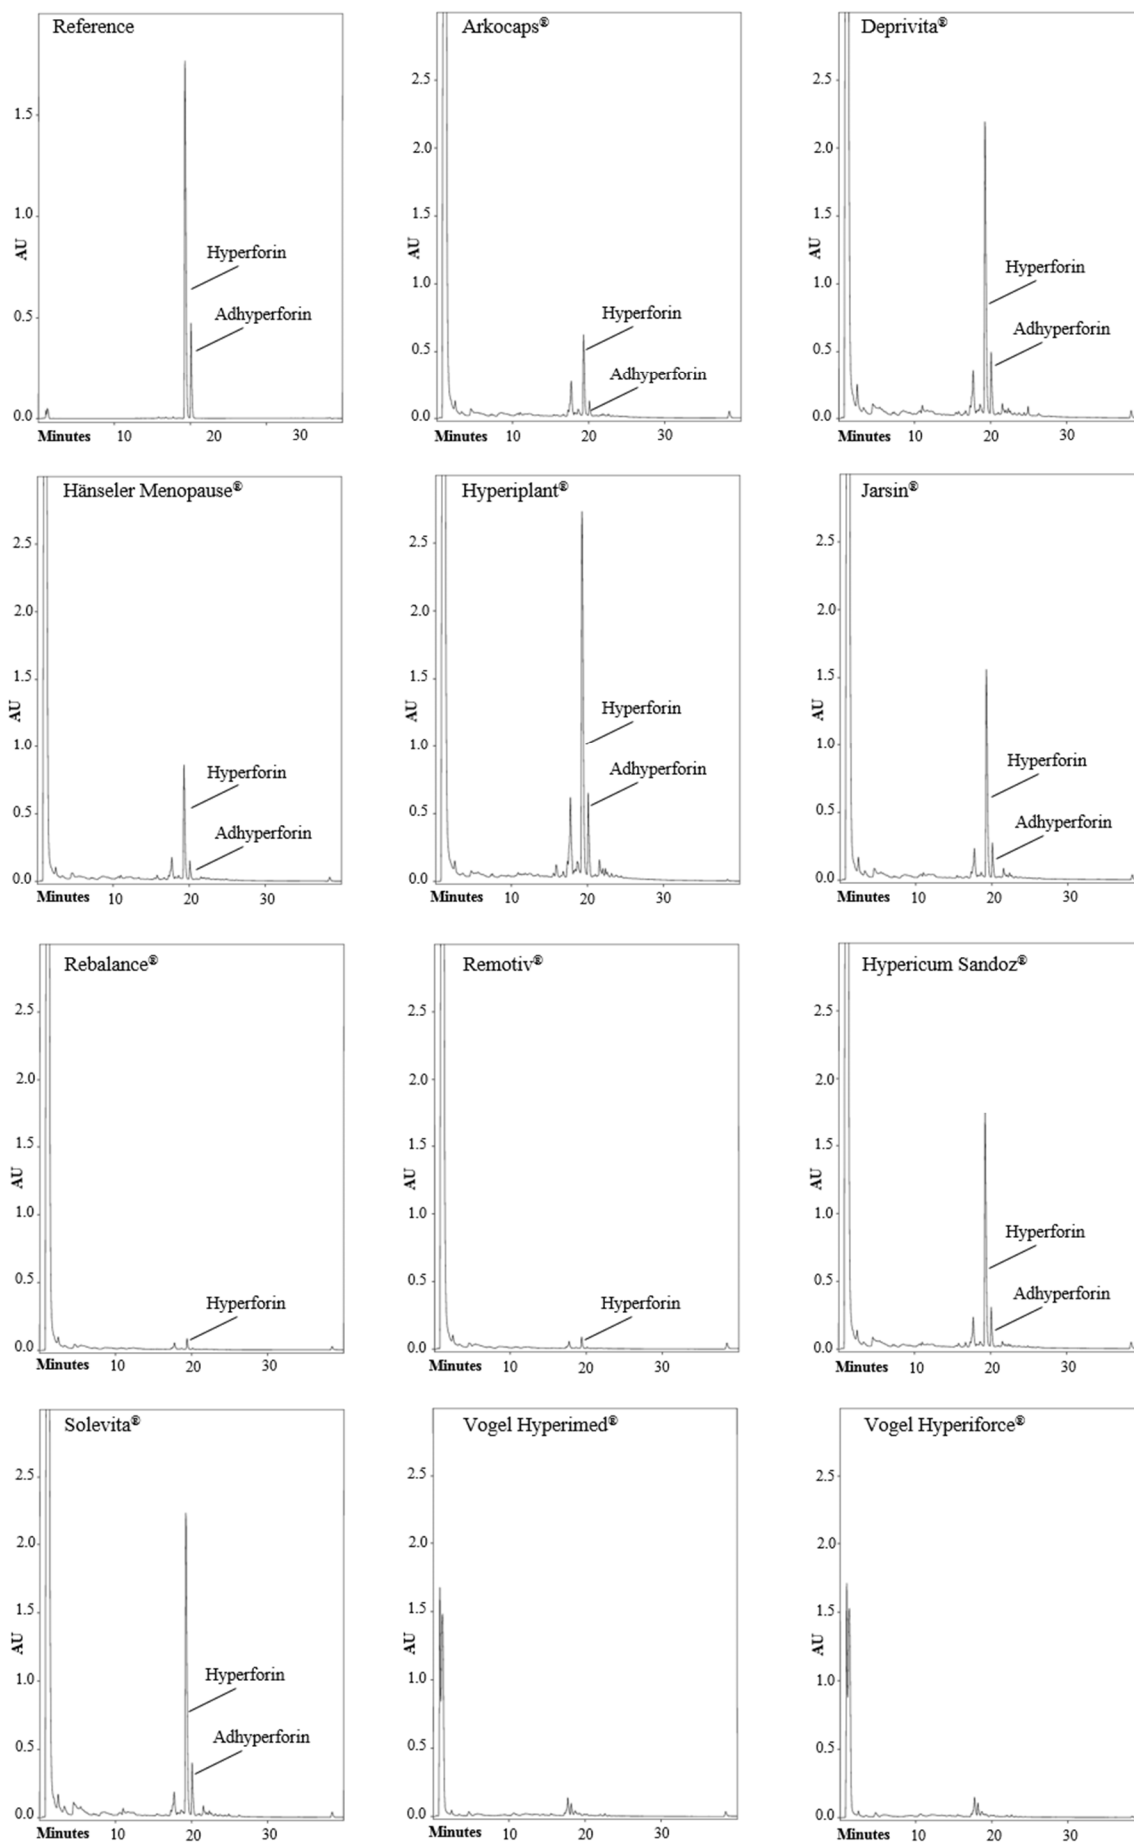 Reference
1.5
1.0
AU
Hyperforin
Adhyperforin
0.5
0.0
Minutes 10 20 30
Arkocaps®
2.5
2.0
1.5
AU
1.0
Hyperforin
0.5
Adhyperforin
0.0
Minutes 10 20 30
Deprivita®
2.5
2.0
1.5
AU
Hyperforin
1.0
Adhyperforin
0.5
0.0
Minutes 10 20 30
Hänseler Menopause®
2.5
2.0
1.5
AU
1.0
Hyperforin
0.5
Adhyperforin
0.0
Minutes 10 20 30
Hyperiplant®
2.5
2.0
1.5
AU
Hyperforin
1.0
Adhyperforin
0.5
0.0
Minutes 10 20 30
Jarsin®
2.5
2.0
1.5
AU
1.0
Hyperforin
0.5
Adhyperforin
0.0
Minutes 10 20 30
Rebalance®
2.5
2.0
1.5
AU
1.0
0.5
Hyperforin
0.0
Minutes 10 20 30
Remotiv®
2.5
2.0
1.5
AU
1.0
0.5
Hyperforin
0.0
Minutes 10 20 30
Hypericum Sandoz®
2.5
2.0
1.5
AU
1.0
Hyperforin
0.5
Adhyperforin
0.0
Minutes 10 20 30
Solevita®
2.5
2.0
1.5
AU
Hyperforin
1.0
Adhyperforin
0.5
0.0
Minutes 10 20 30
Vogel Hyperimed®
2.5
2.0
1.5
AU
1.0
0.5
0.0
Minutes 10 20 30
Vogel Hyperiforce®
2.5
2.0
1.5
AU
1.0
0.5
0.0
Minutes 10 20 30